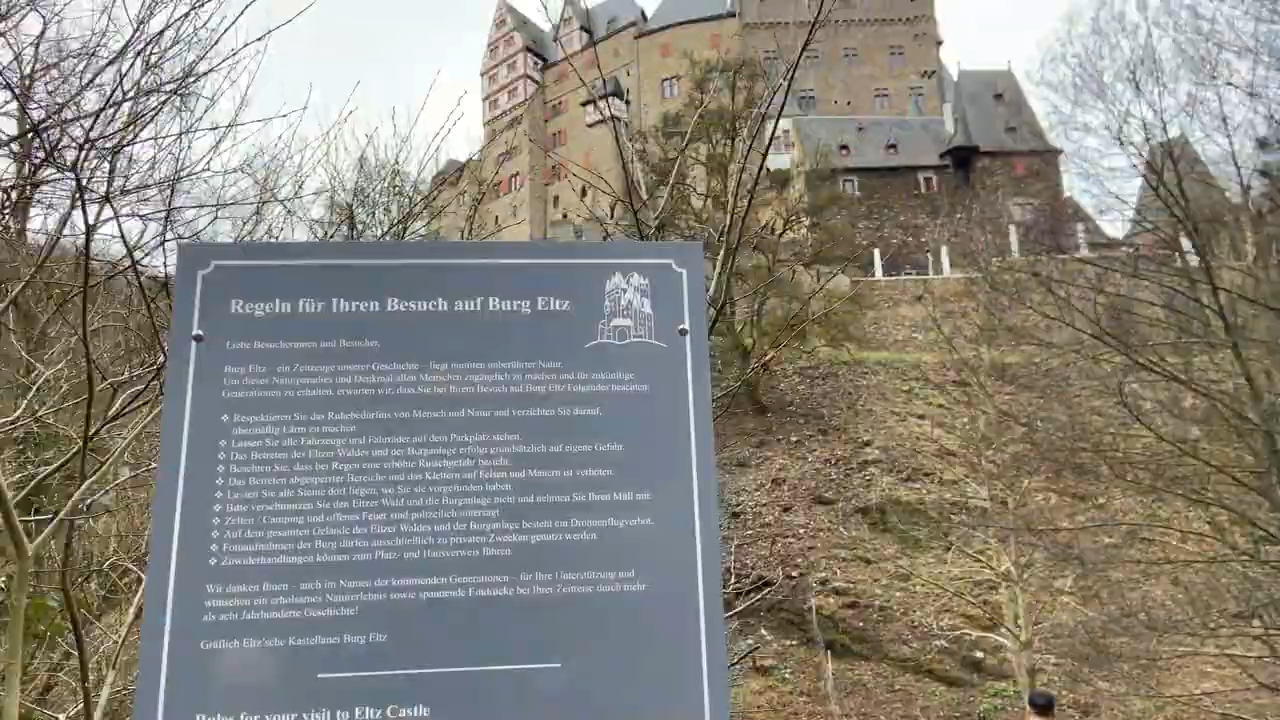 Regeln für Ihren Besuch auf Burg Eltz
Liebe Besucherinnen und Besucher,
Burg Eltz – ein Zeitzeuge unserer Geschichte – liegt inmitten unberührter Natur.
Um dieses Naturparadies und Denkmal allen Menschen zugänglich zu machen und für zukünftige
Generationen zu erhalten, erwarten wir, dass Sie bei Ihrem Besuch auf Burg Eltz Folgendes beachten:
❖ Respektieren Sie das Ruhebedürfnis von Mensch und Natur und verzichten Sie darauf,
übermäßig Lärm zu machen.
❖ Lassen Sie alle Fahrzeuge und Fahrräder auf dem Parkplatz stehen.
❖ Das Betreten des Eltzer Waldes und der Burganlage erfolgt grundsätzlich auf eigene Gefahr.
❖ Beachten Sie, dass bei Regen eine erhöhte Rutschgefahr besteht.
❖ Das Betreten abgesperrter Bereiche und das Klettern auf Felsen und Mauern ist verboten.
❖ Lassen Sie alle Steine dort liegen, wo Sie sie vorgefunden haben.
❖ Bitte verschmutzen Sie den Eltzer Wald und die Burganlage nicht und nehmen Sie Ihren Müll mit.
❖ Zelten / Camping und offenes Feuer sind polizeilich untersagt.
❖ Auf dem gesamten Gelände des Eltzer Waldes und der Burganlage besteht ein Drohnenflugverbot.
❖ Fotoaufnahmen der Burg dürfen ausschließlich zu privaten Zwecken genutzt werden.
❖ Zuwiderhandlungen können zum Platz- und Hausverweis führen.
Wir danken Ihnen – auch im Namen der kommenden Generationen – für Ihre Unterstützung und
wünschen ein erholsames Naturerlebnis sowie spannende Eindrücke bei Ihrer Zeitreise durch mehr
als acht Jahrhunderte Geschichte!
Gräflich Eltz'sche Kastellanei Burg Eltz
Rules for your visit to Eltz Castle